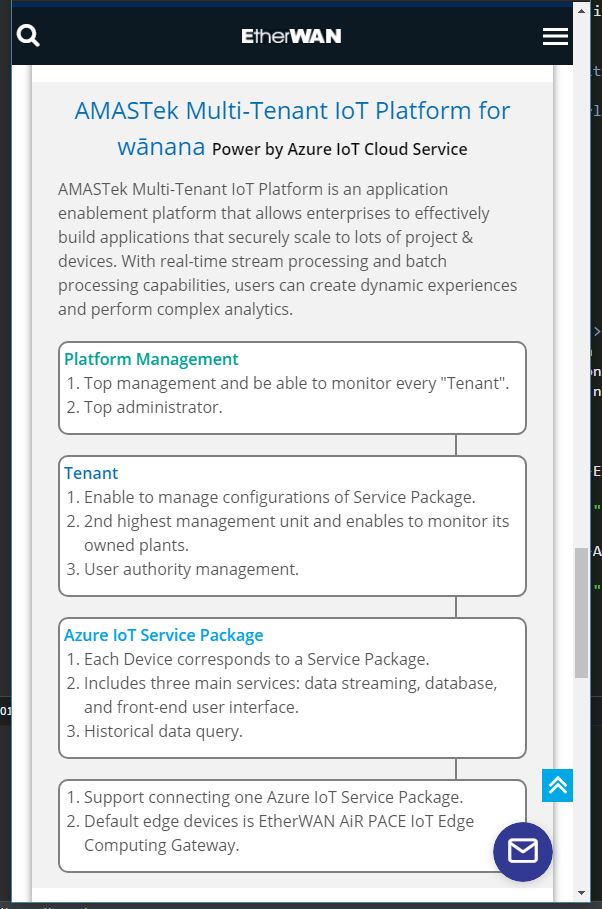 EtherWAN
AMASTek Multi-Tenant IoT Platform for
wānana Power by Azure IoT Cloud Service
AMASTek Multi-Tenant IoT Platform is an application
enablement platform that allows enterprises to effectively
build applications that securely scale to lots of project &
devices. With real-time stream processing and batch
processing capabilities, users can create dynamic experiences
and perform complex analytics.
Platform Management
1. Top management and be able to monitor every "Tenant".
2. Top administrator.
Tenant
1. Enable to manage configurations of Service Package.
2. 2nd highest management unit and enables to monitor its
owned plants.
3. User authority management.
Azure IoT Service Package
1. Each Device corresponds to a Service Package.
2. Includes three main services: data streaming, database,
and front-end user interface.
3. Historical data query.
1. Support connecting one Azure IoT Service Package.
2. Default edge devices is EtherWAN AiR PACE IoT Edge
Computing Gateway.